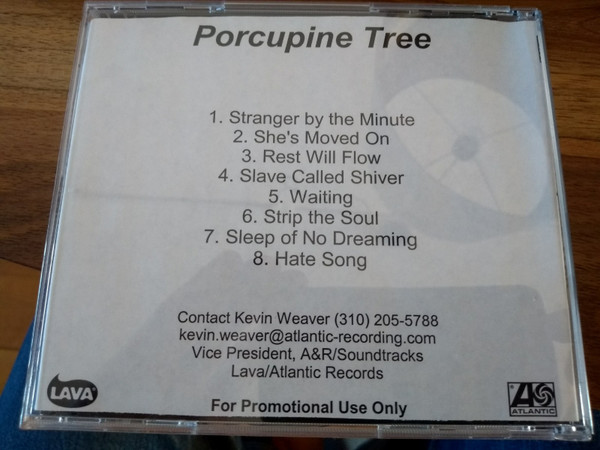 Porcupine Tree
1. Stranger by the Minute
2. She's Moved On
3. Rest Will Flow
4. Slave Called Shiver
5. Waiting
6. Strip the Soul
7. Sleep of No Dreaming
8. Hate Song
Contact Kevin Weaver (310) 205-5788
kevin.weaver@atlantic-recording.com
Vice President, A&R/Soundtracks
Lava/Atlantic Records
LAVA
For Promotional Use Only
ATLANTIC